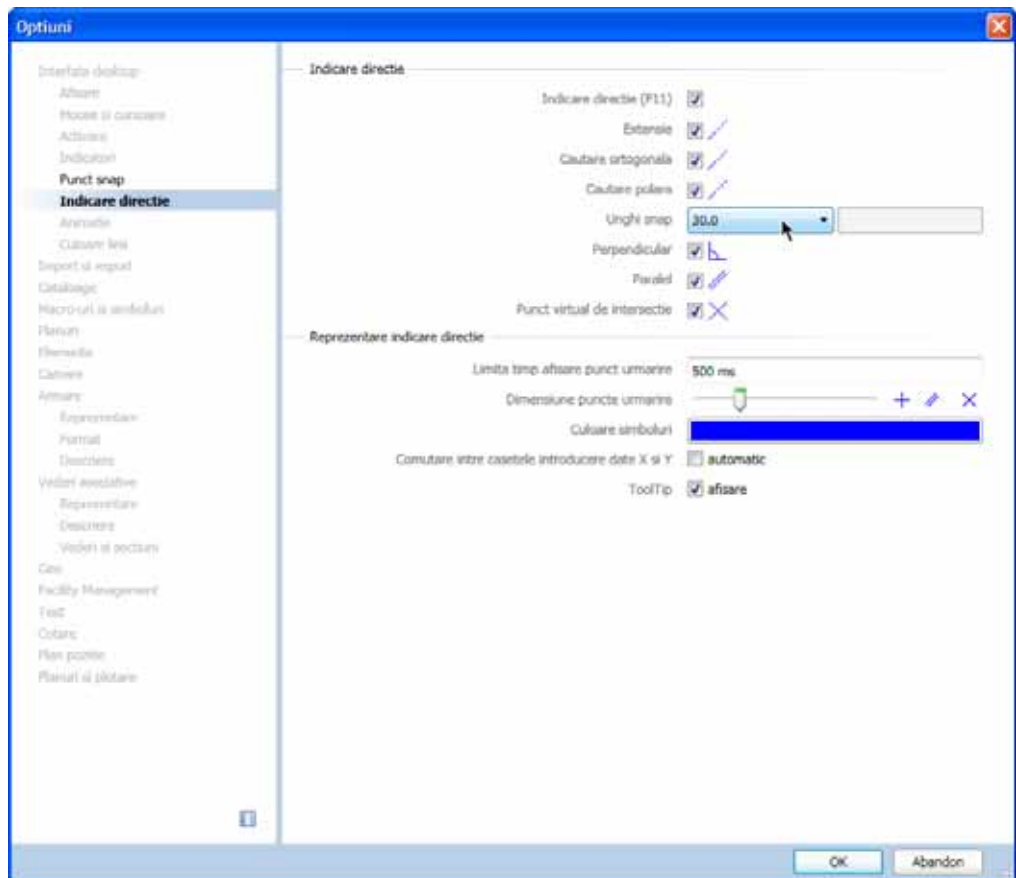 Optiuni
Interfata desktop
Afisare
Mouse si cursoare
Activare
Indicatori
Punct snap
Indicare directie
Animatie
Culoare link
Import si export
Cataloage
Macro-uri si simboluri
Planuri
Elemente
Camere
Armare
Reprezentare
Format
Descriere
Vederi asociative
Reprezentare
Descriere
Vederi si sectiuni
Geo
Facility Management
Text
Cotare
Plan pozitie
Planuri si plotare
Indicare directie
Indicare directie (F11)
Extensie
Cautare ortogonala
Cautare polara
Unghi snap 30.0
Perpendicular
Paralel
Punct virtual de intersectie
Reprezentare indicare directie
Limita timp afisare punct urmarire 500 ms
Dimensiune puncte urmarire
Culoare simboluri
Comutare intre casetele introducere date X si Y automatic
ToolTip afisare
OK Abandon